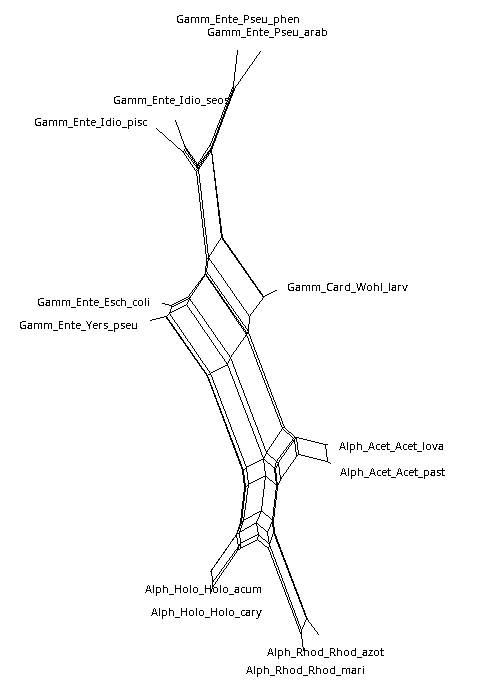 Gamm_Ente_Pseu_phen
Gamm_Ente_Pseu_arab
Gamm_Ente_Idio_seos
Gamm_Ente_Idio_pisc
Gamm_Card_Wohl_larv
Gamm_Ente_Esch_coli
Gamm_Ente_Yers_pseu
Alph_Acet_Acet_lova
Alph_Acet_Acet_past
Alph_Holo_Holo_acum
Alph_Holo_Holo_cary
Alph_Rhod_Rhod_azot
Alph_Rhod_Rhod_mari